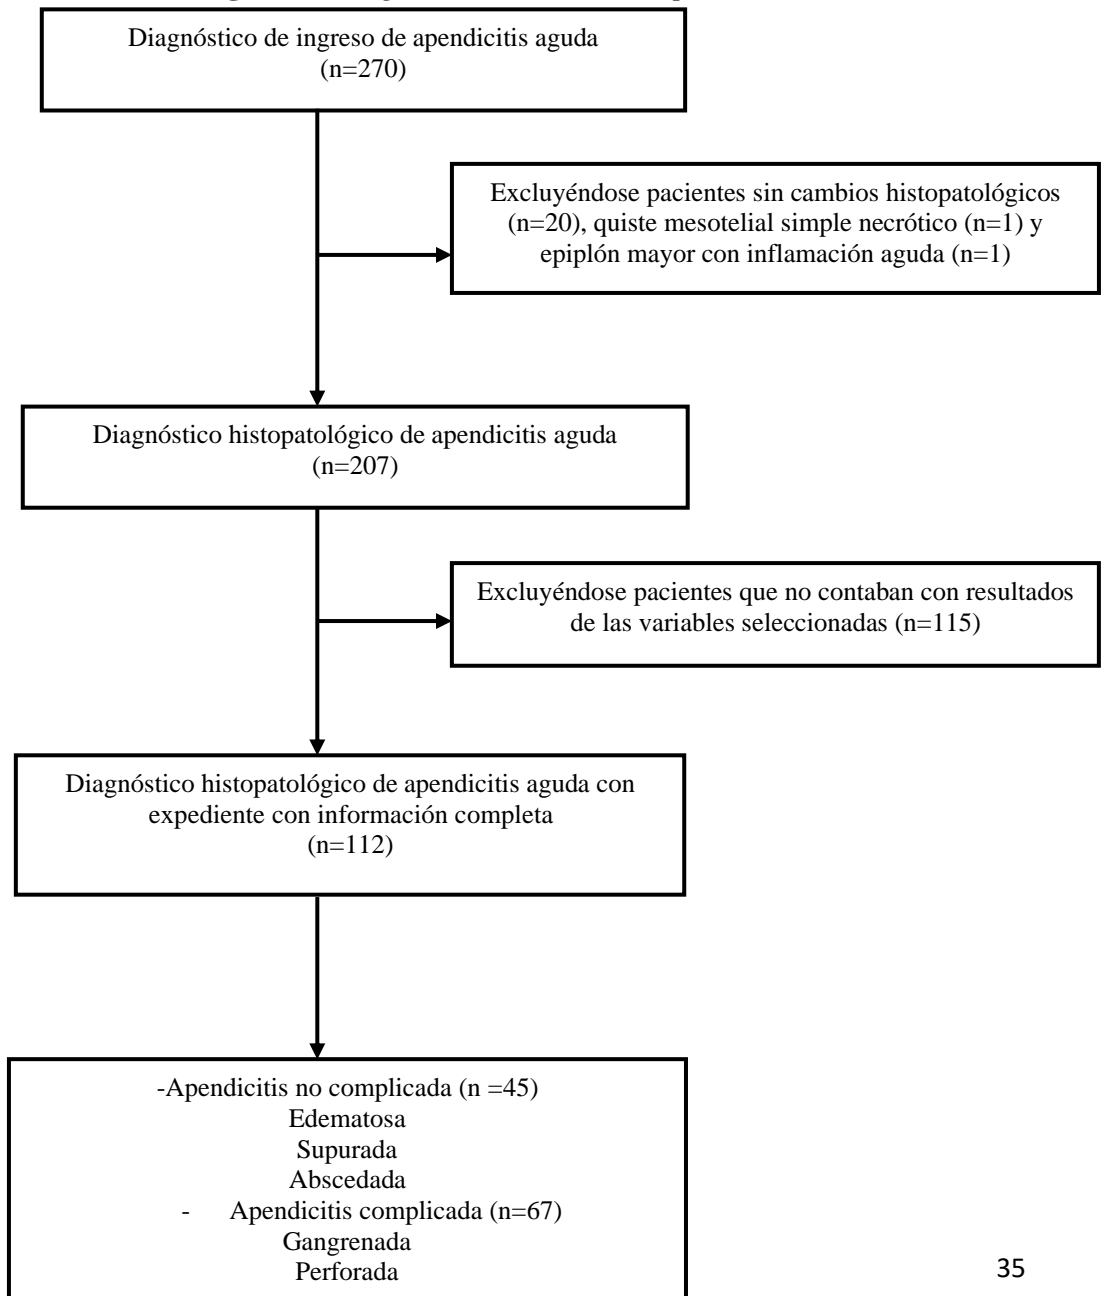 Diagnóstico de ingreso de apendicitis aguda
(n=270)
Excluyéndose pacientes sin cambios histopatológicos
(n=20), quiste mesotelial simple necrótico (n=1) y
epiplón mayor con inflamación aguda (n=1)
Diagnóstico histopatológico de apendicitis aguda
(n=207)
Excluyéndose pacientes que no contaban con resultados
de las variables seleccionadas (n=115)
Diagnóstico histopatológico de apendicitis aguda con
expediente con información completa
(n=112)
-Apendicitis no complicada (n =45)
Edematosa
Supurada
Abscedada
- Apendicitis complicada (n=67)
Gangrenada
Perforada
35